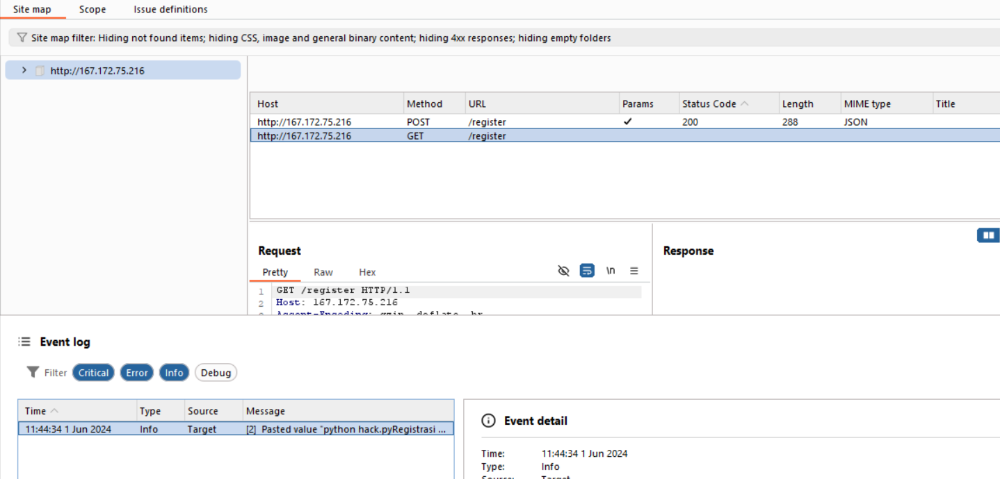 Site map Scope Issue definitions
Site map filter: Hiding not found items; hiding CSS, image and general binary content; hiding 4xx responses; hiding empty folders
http://167.172.75.216
Host Method URL Params Status Code Length MIME type Title
http://167.172.75.216 POST /register 200 288 JSON
http://167.172.75.216 GET /register
Request
Response
Pretty Raw Hex
\n
1 GET /register HTTP/1.1
2 Host: 167.172.75.216
Accept-Encoding: gzip, deflate, br
Event log
Filter Critical Error Info Debug
Time Type Source Message
11:44:34 1 Jun 2024 Info Target [2] Pasted value "python hack.pyRegistrasi ...
Event detail
Time: 11:44:34 1 Jun 2024
Type: Info
Source: Target